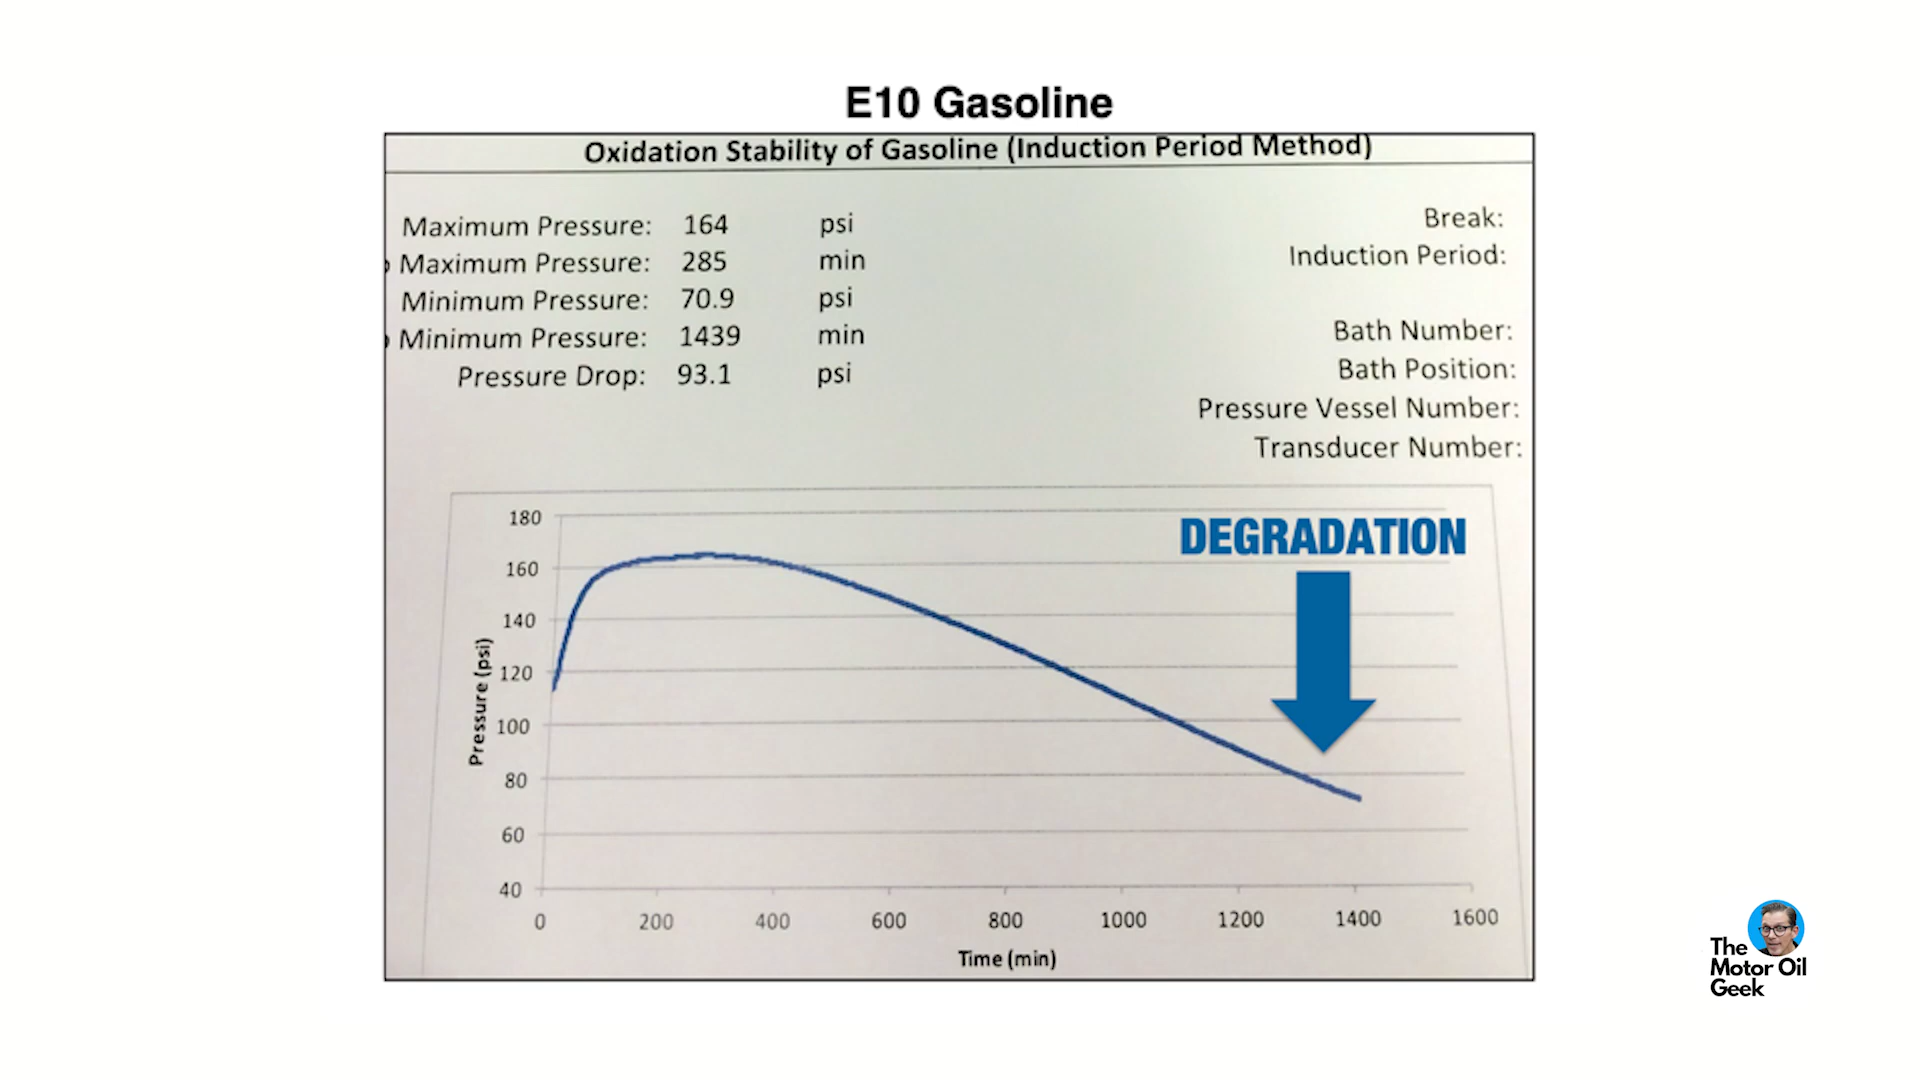 E10 Gasoline
Oxidation Stability of Gasoline (Induction Period Method)
Maximum Pressure: 164 psi
Maximum Pressure: 285 min
Minimum Pressure: 70.9 psi
Minimum Pressure: 1439 min
Pressure Drop: 93.1 psi
Break:
Induction Period:
Bath Number:
Bath Position:
Pressure Vessel Number:
Transducer Number:
DEGRADATION
Pressure (psi)
180
160
140
120
100
80
60
40
0 200 400 600 800 1000 1200 1400 1600
Time (min)
The
Motor Oil
Geek